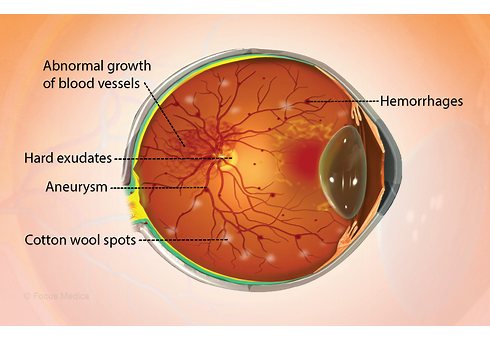 Abnormal growth
of blood vessels
Hemorrhages
Hard exudates
Aneurysm
Cotton wool spots
© Focus Medica